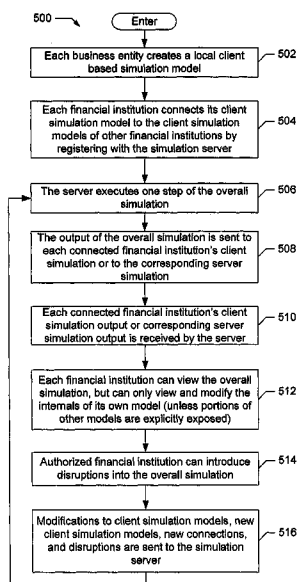 Enter
500
Each business entity creates a local client
based simulation model
502
Each financial institution connects its client
simulation model to the client simulation
models of other financial institutions by
registering with the simulation server
504
The server executes one step of the overall
simulation
506
The output of the overall simulation is sent to
each connected financial institution's client
simulation or to the corresponding server
simulation
508
Each connected financial institution's client
simulation output or corresponding server
simulation output is received by the server
510
Each financial institution can view the overall
simulation, but can only view and modify the
internals of its own model (unless portions of
other models are explicitly exposed)
512
Authorized financial institution can introduce
disruptions into the overall simulation
514
Modifications to client simulation models, new
client simulation models, new connections,
and disruptions are sent to the simulation
server
516